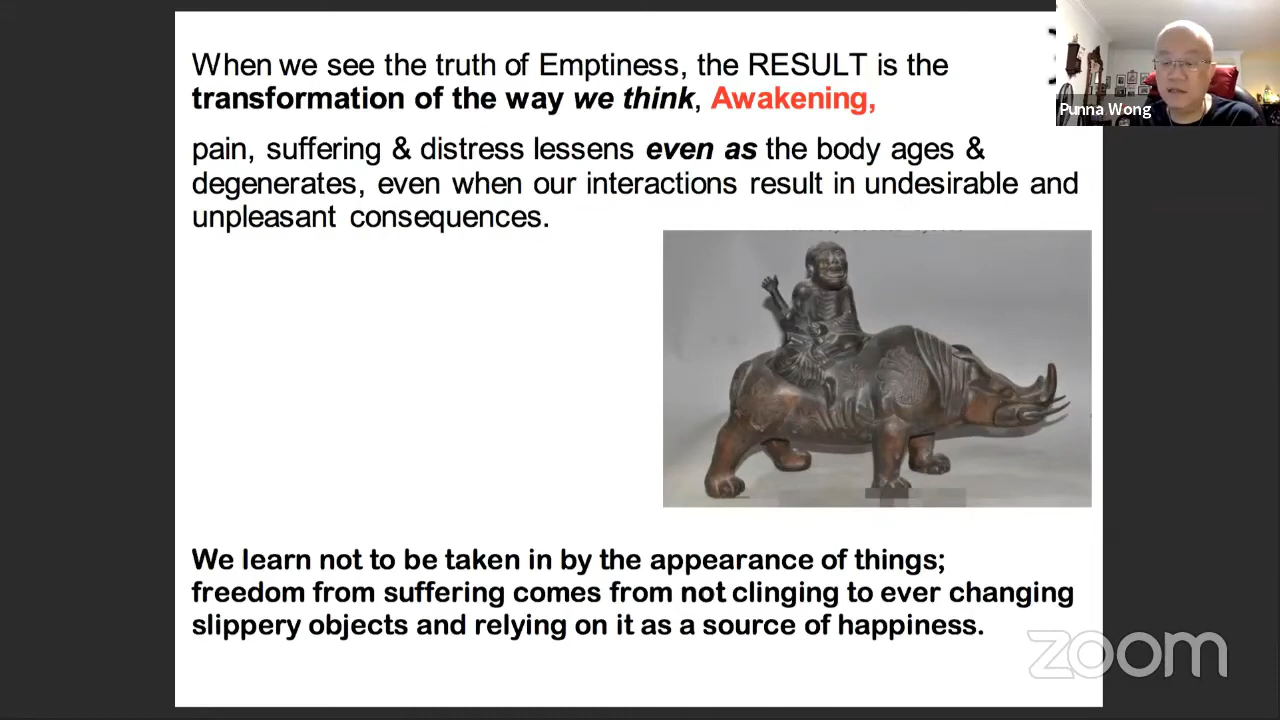 When we see the truth of Emptiness, the RESULT is the
transformation of the way we think, Awakening,
pain, suffering & distress lessens even as the body ages &
degenerates, even when our interactions result in undesirable and
unpleasant consequences.
We learn not to be taken in by the appearance of things;
freedom from suffering comes from not clinging to ever changing
slippery objects and relying on it as a source of happiness.
Punna Wong
zoom